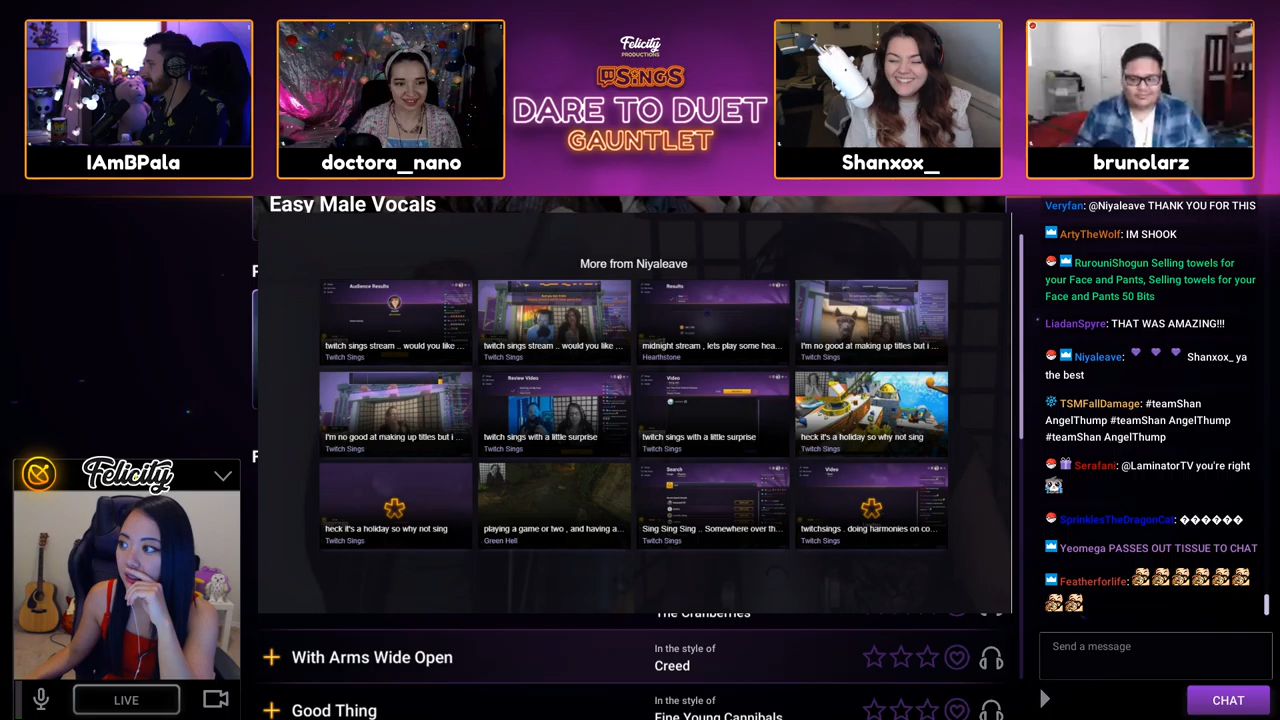 Felicity
PRODUCTIONS
SINGS
DARE TO DUET
GAUNTLET
IAmBPala
doctora__nano
Shanxox_
brunolarz
Easy Male Vocals
More from Niyaleave
Audience Results
twitch sings stream .. would you like ...
Twitch Sings
twitch sings stream .. would you like ...
Twitch Sings
Results
midnight stream , lets play some hea...
Hearthstone
I'm no good at making up titles but i ...
Twitch Sings
I'm no good at making up titles but i ...
Twitch Sings
Review Video
twitch sings with a little surprise
Twitch Sings
Video
twitch sings with a little surprise
Twitch Sings
heck it's a holiday so why not sing
Twitch Sings
heck it's a holiday so why not sing
Twitch Sings
playing a game or two , and having a...
Green Hell
Search
Sing Sing Sing .. Somewhere over th...
Twitch Sings
Video
twitchsings . doing harmonies on co...
Twitch Sings
The Cranberries
With Arms Wide Open
In the style of
Creed
Good Thing
In the style of
Fine Young Cannibals
Felicity
LIVE
Veryfan: @Niyaleave THANK YOU FOR THIS
ArtyTheWolf: IM SHOOK
RurouniShogun Selling towels for
your Face and Pants, Selling towels for your
Face and Pants 50 Bits
LiadanSpyre: THAT WAS AMAZING!!!
Niyaleave: Shanxox_ ya
the best
TSMFallDamage: #teamShan
AngelThump #teamShan AngelThump
#teamShan AngelThump
Serafani: @LaminatorTV you're right
SprinklesTheDragonCat: ������
Yeomega PASSES OUT TISSUE TO CHAT
Featherforlife:
Send a message
CHAT